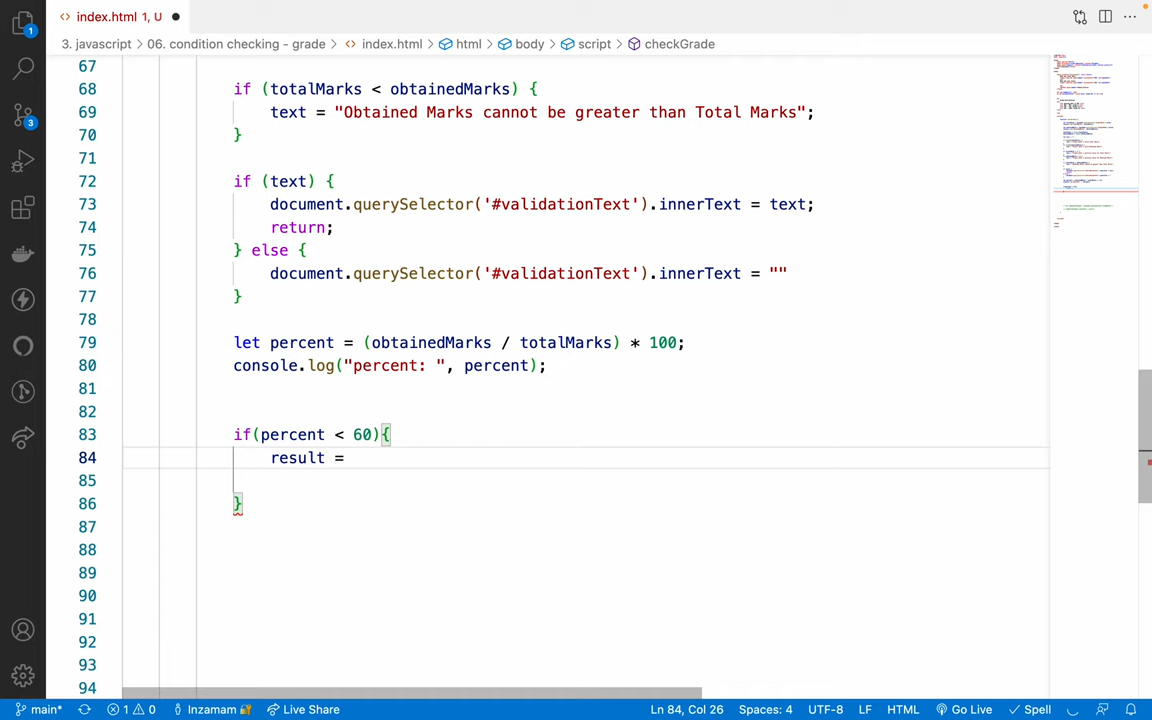 index.html 1, U
3. javascript > 06. condition checking - grade > index.html > html > body > script > checkGrade
67
68 if (totalMarks < obtainedMarks) {
69 text = "Obtained Marks cannot be greater than Total Marks";
70 }
71
72 if (text) {
73 document.querySelector('#validationText').innerText = text;
74 return;
75 } else {
76 document.querySelector('#validationText').innerText = ""
77 }
78
79 let percent = (obtainedMarks / totalMarks) * 100;
80 console.log("percent: ", percent);
81
82
83 if(percent < 60){
84 result =
85
86 }
87
88
89
90
91
92
93
94
1
3
main* 1 0 Inzamam Live Share Ln 84, Col 26 Spaces: 4 UTF-8 LF HTML Go Live Spell